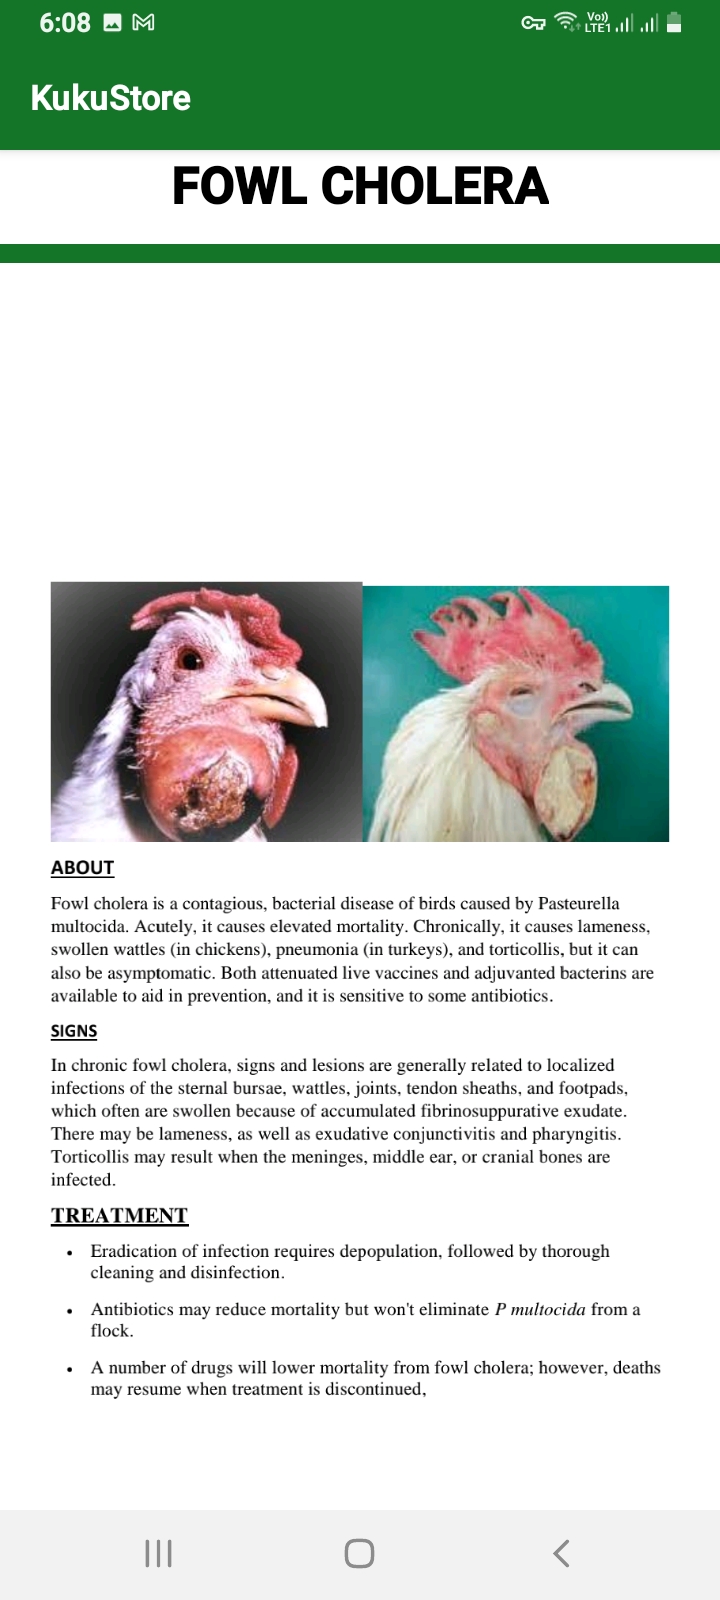 6:08
Vo))
LTE1
KukuStore
FOWL CHOLERA
ABOUT
Fowl cholera is a contagious, bacterial disease of birds caused by Pasteurella
multocida. Acutely, it causes elevated mortality. Chronically, it causes lameness,
swollen wattles (in chickens), pneumonia (in turkeys), and torticollis, but it can
also be asymptomatic. Both attenuated live vaccines and adjuvanted bacterins are
available to aid in prevention, and it is sensitive to some antibiotics.
SIGNS
In chronic fowl cholera, signs and lesions are generally related to localized
infections of the sternal bursae, wattles, joints, tendon sheaths, and footpads,
which often are swollen because of accumulated fibrinosuppurative exudate.
There may be lameness, as well as exudative conjunctivitis and pharyngitis.
Torticollis may result when the meninges, middle ear, or cranial bones are
infected.
TREATMENT
• Eradication of infection requires depopulation, followed by thorough
cleaning and disinfection.
• Antibiotics may reduce mortality but won't eliminate P multocida from a
flock.
• A number of drugs will lower mortality from fowl cholera; however, deaths
may resume when treatment is discontinued,